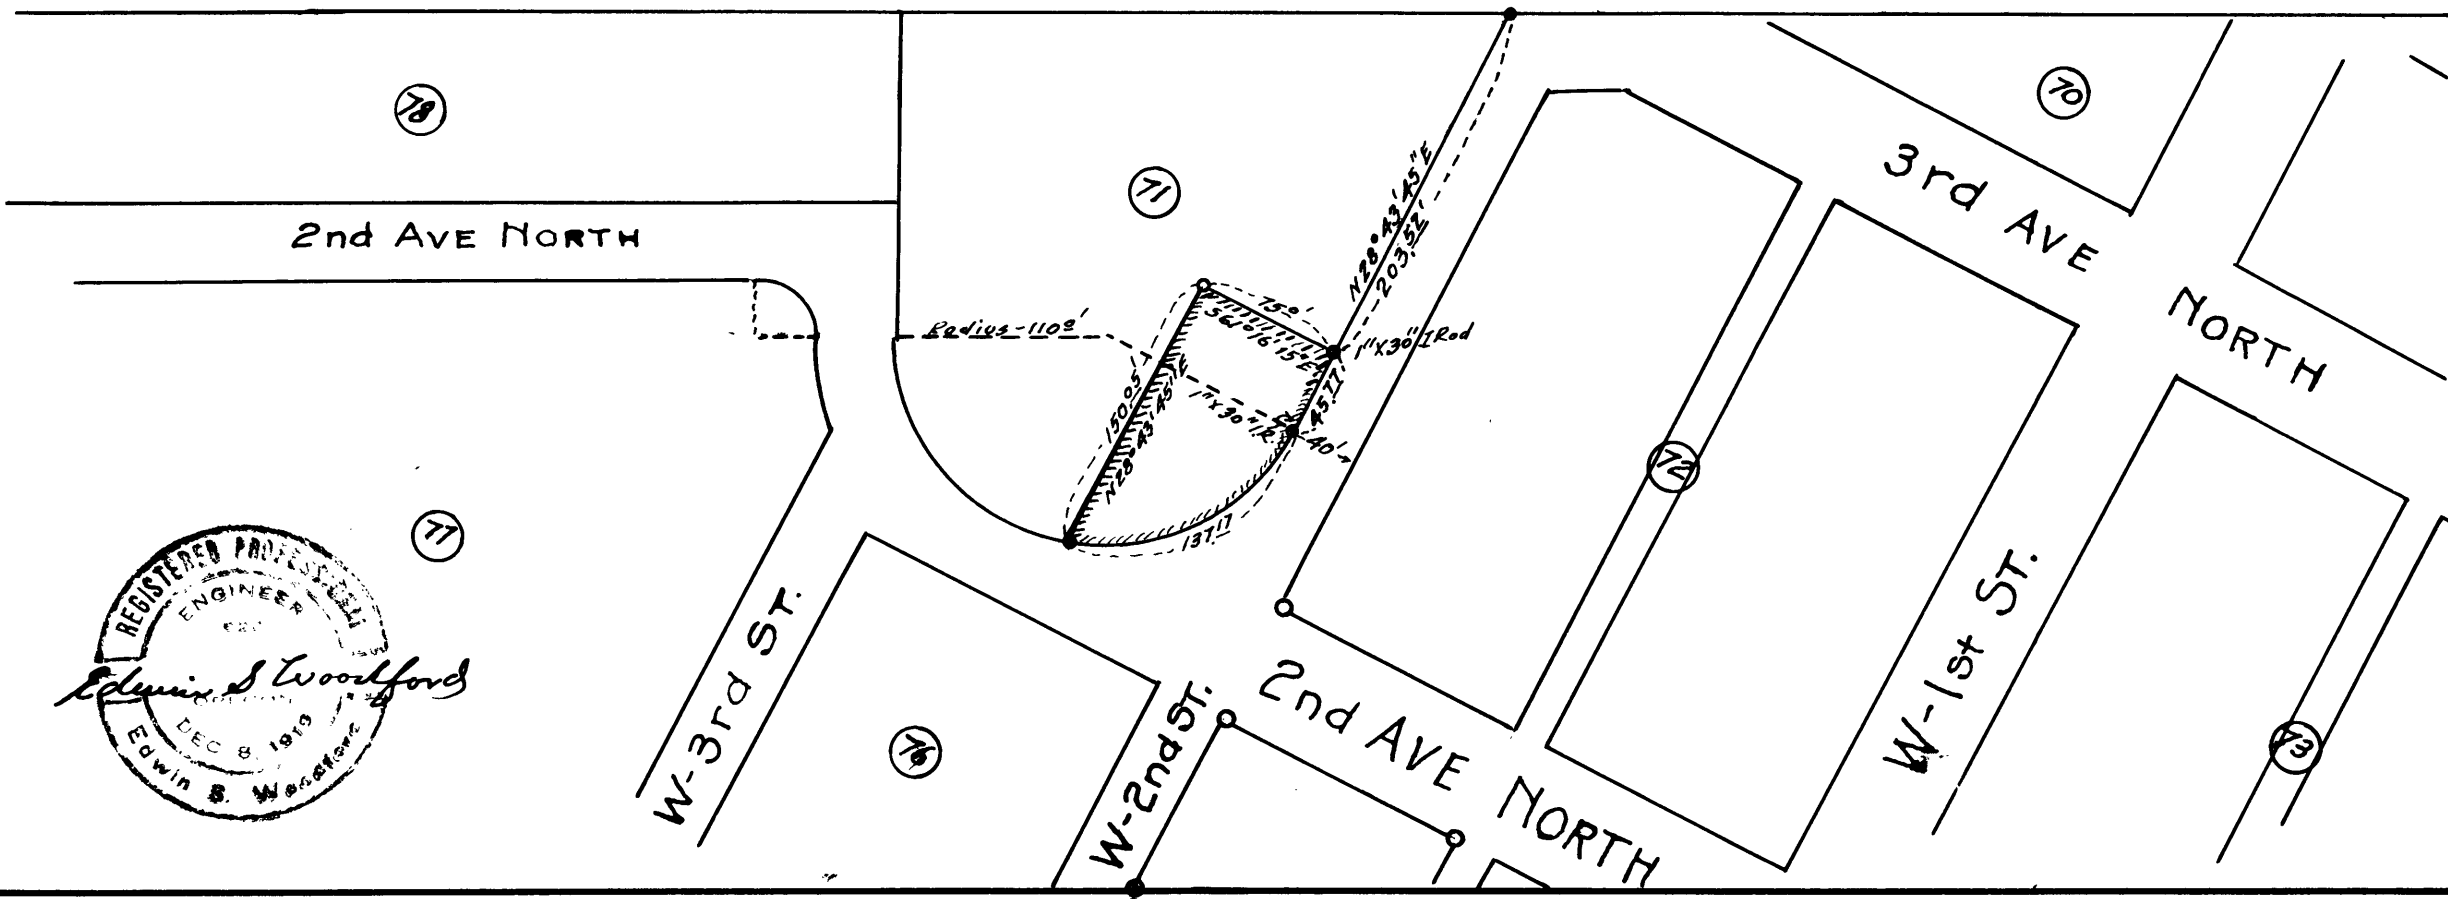 78
71
70
3rd AVE NORTH
2nd AVE NORTH
N28°43'45"E
203.52'
Radius-110.0'
75.0'
S61°16'15"E
1"X30" I Rod
45.77'
150.05
N28°43'45"E
1"X30" I.R.
40'
137.17
72
77
REGISTERED PROFESSIONAL
ENGINEER
Edwin S Woodford
DEC 8, 1919
Edwin S. Woodford
W-3rd ST.
76
W-2nd ST.
2nd AVE NORTH
W-1st ST.
73